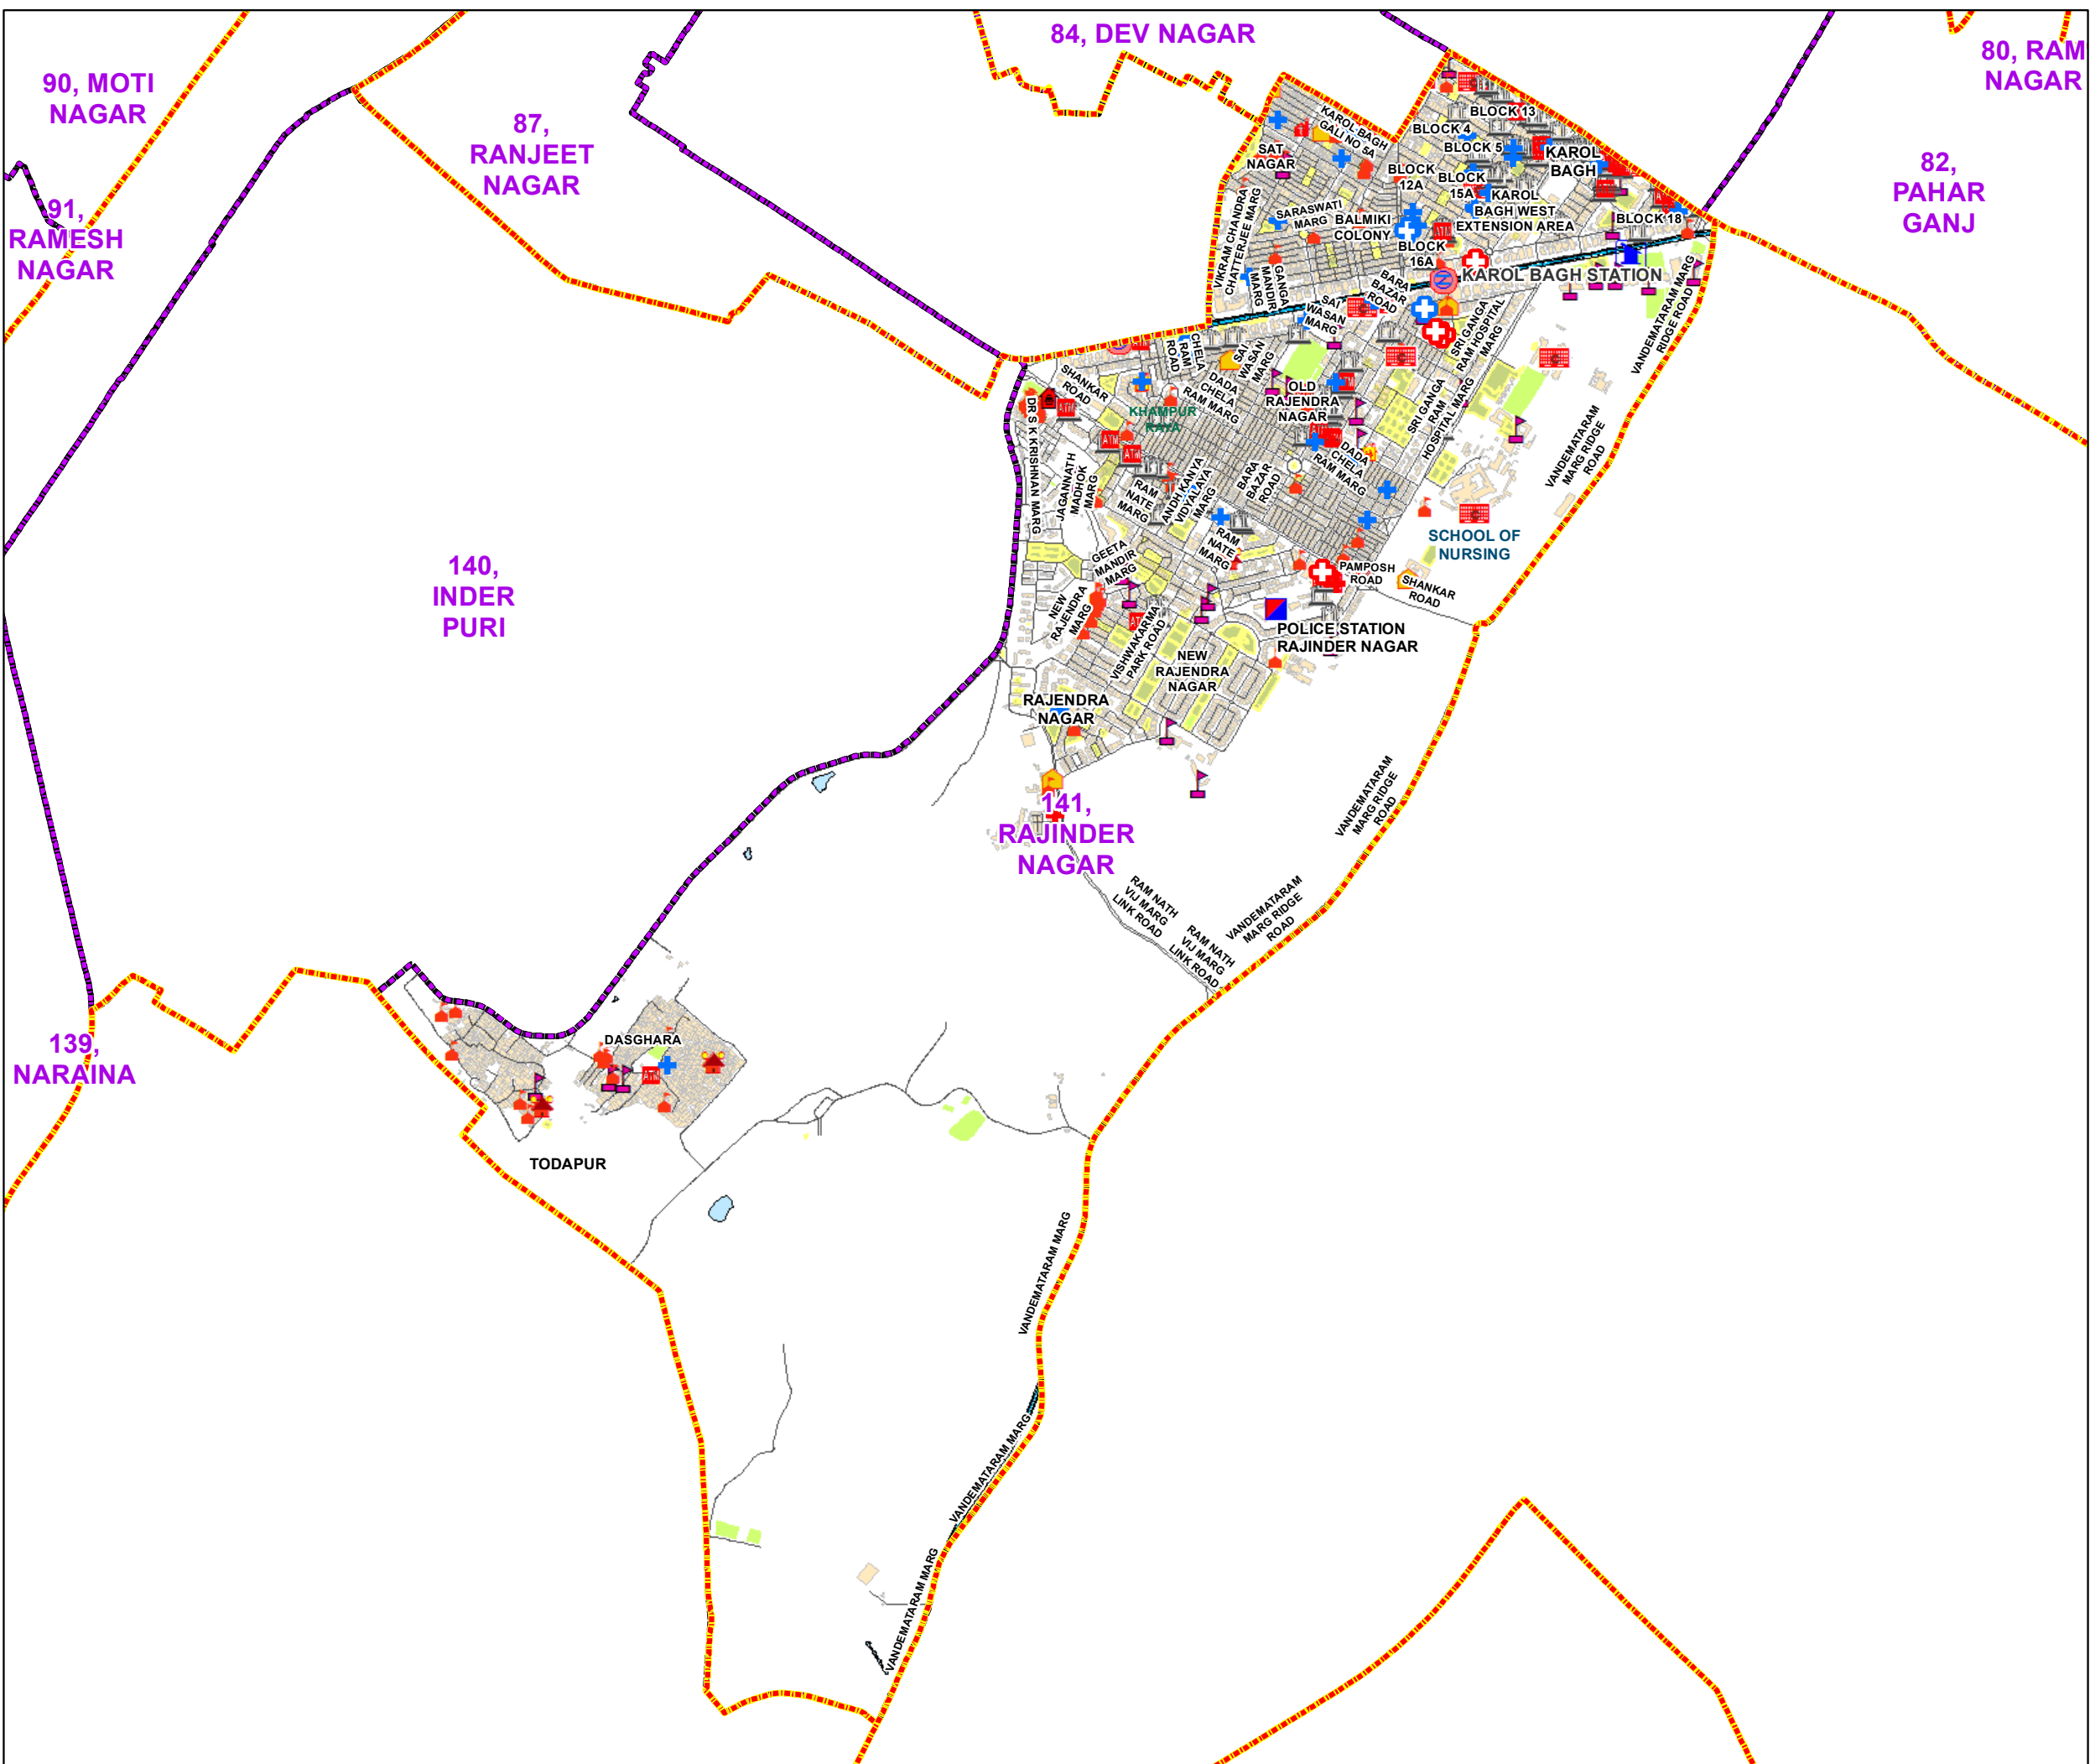 84, DEV NAGAR
80, RAM
NAGAR
90, MOTI
NAGAR
87,
RANJEET
NAGAR
82,
PAHAR
GANJ
91,
RAMESH
NAGAR
BLOCK 13
BLOCK 4
BLOCK 5
KAROL BAGH
GALI NO 5A
SAT
NAGAR
KAROL
BAGH
BLOCK
12A
BLOCK
15A
KAROL
BAGH WEST
EXTENSION AREA
BLOCK 18
SARASWATI
MARG
BALMIKI
COLONY
BLOCK
16A
VIKRAM CHANDRA
CHATTERJEE MARG
GANGA
MANDIR
MARG
BARA
BAZAR
ROAD
KAROL BAGH STATION
SAT
WASAN
MARG
SRI GANGA
RAM HOSPITAL
MARG
VANDEMATARAM MARG
RIDGE ROAD
CHELA
RAM
ROAD
SAI
WASAN
MARG
SHANKAR
ROAD
DADA
CHELA
RAM MARG
OLD
RAJENDRA
NAGAR
SRI GANGA
RAM
HOSPITAL MARG
KHAMPUR
RAYA
DR S K KRISHNAN MARG
JAGANNATH
MADHOK
MARG
RAM
NATE
MARG
ANDH KANYA
VIDYALAYA
MARG
BARA
BAZAR
ROAD
DADA
CHELA
RAM MARG
VANDEMATARAM
MARG RIDGE
ROAD
SCHOOL OF
NURSING
RAM
NATE
MARG
GEETA
MANDIR
MARG
PAMPOSH
ROAD
SHANKAR
ROAD
NEW
RAJENDRA
MARG
VISHWAKARMA
PARK ROAD
POLICE STATION
RAJINDER NAGAR
NEW
RAJENDRA
NAGAR
RAJENDRA
NAGAR
140,
INDER
PURI
141,
RAJINDER
NAGAR
VANDEMATARAM
MARG RIDGE
ROAD
RAM NATH
VIJ MARG
LINK ROAD
RAM NATH
VIJ MARG
LINK ROAD
VANDEMATARAM
MARG RIDGE
ROAD
139,
NARAINA
DASGHARA
TODAPUR
VANDEMATARAM MARG
VANDEMATARAM MARG
VANDEMATARAM MARG
ATM
ATM
ATM
ATM
ATM